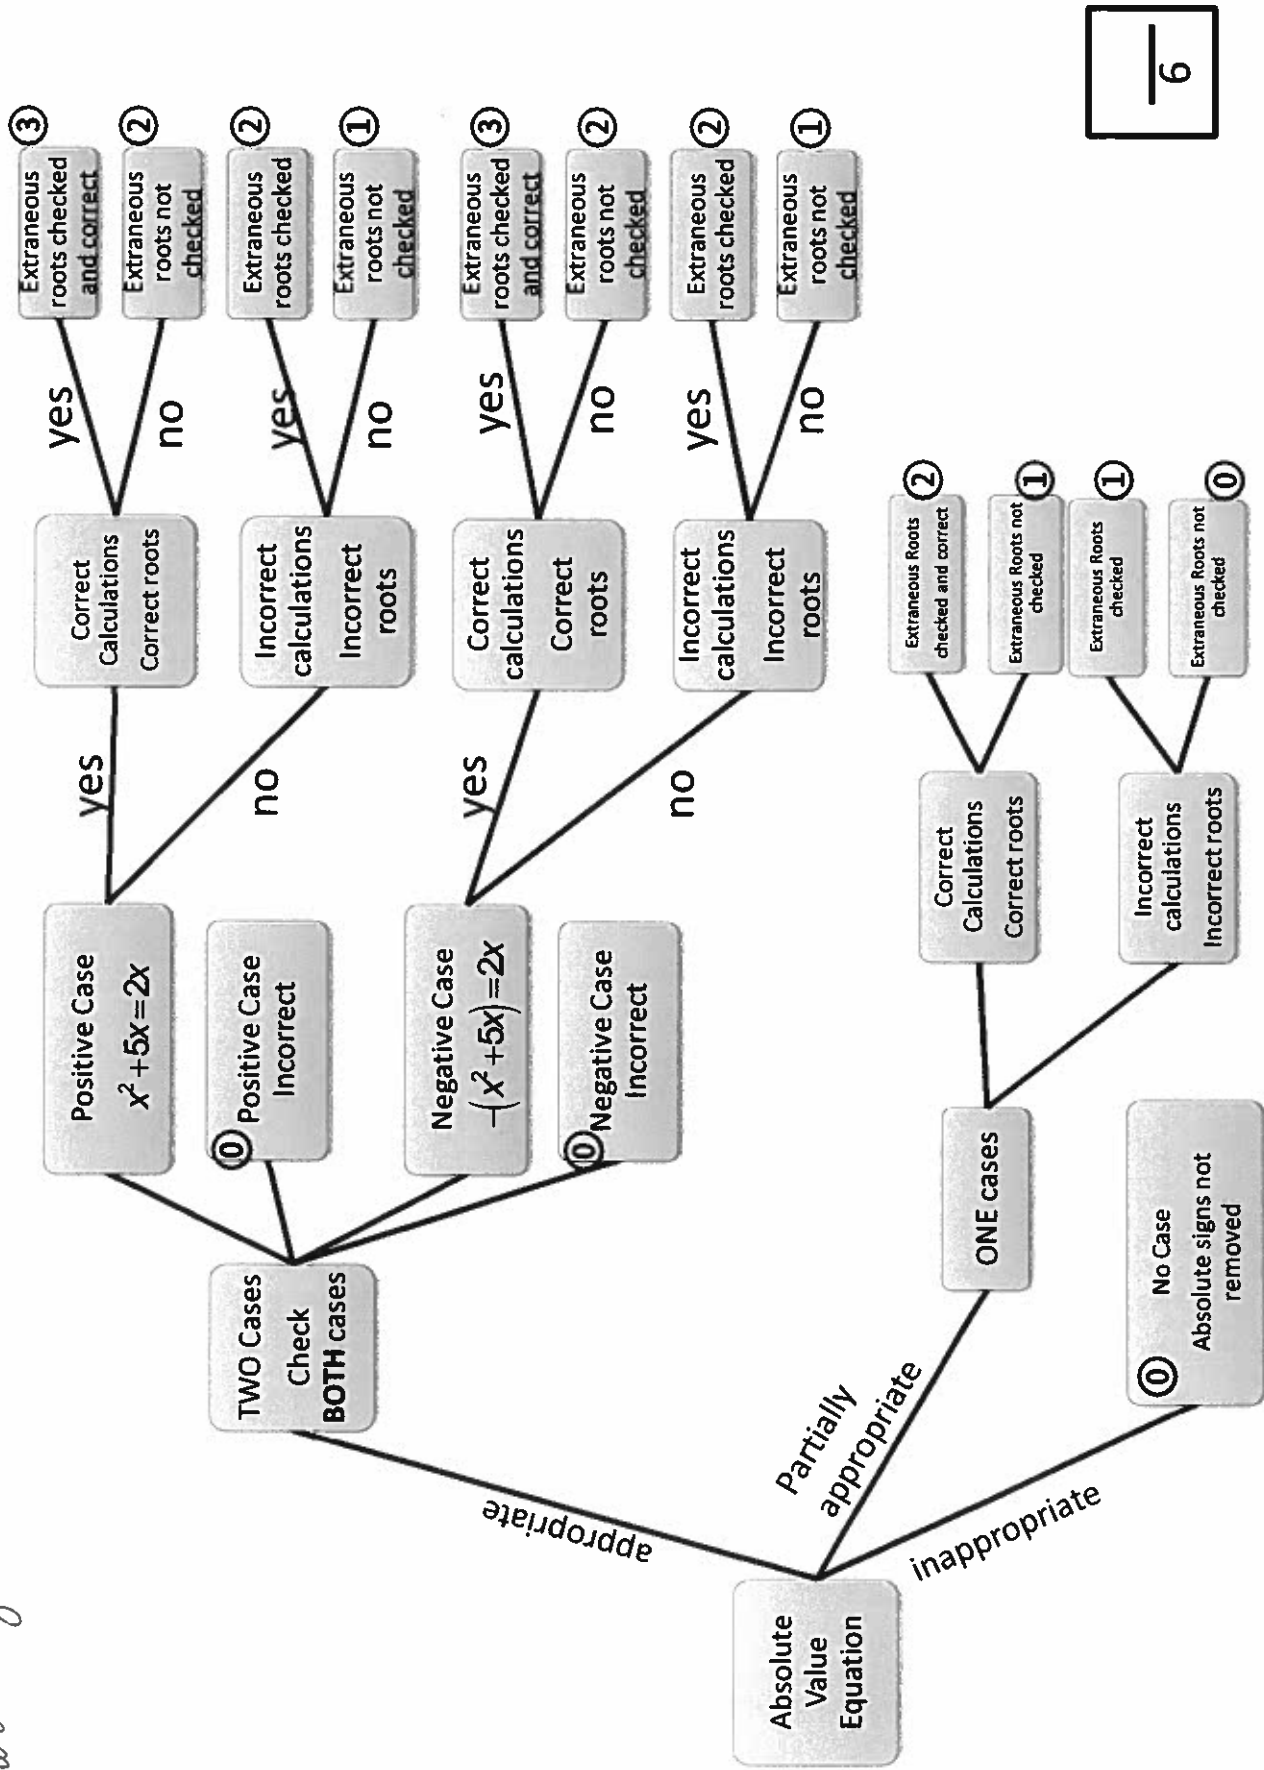 Absolute
Value
Equation
appropriate
Partially
appropriate
inappropriate
TWO Cases
Check
BOTH cases
Positive Case
x²+5x=2x
0
Positive Case
Incorrect
Negative Case
-(x²+5x)=2x
0
Negative Case
Incorrect
yes
no
yes
no
Correct
Calculations
Correct roots
Incorrect
calculations
Incorrect
roots
Correct
calculations
Correct
roots
Incorrect
calculations
Incorrect
roots
yes
no
yes
no
yes
no
yes
no
Extraneous
roots checked
and correct
3
Extraneous
roots not
checked
2
Extraneous
roots checked
2
Extraneous
roots not
checked
1
Extraneous
roots checked
and correct
3
Extraneous
roots not
checked
2
Extraneous
roots checked
2
Extraneous
roots not
checked
1
ONE cases
0
No Case
Absolute signs not
removed
Correct
Calculations
Correct roots
Incorrect
calculations
Incorrect roots
Extraneous Roots
checked and correct
2
Extraneous Roots not
checked
1
Extraneous Roots
checked
1
Extraneous Roots not
checked
0
6